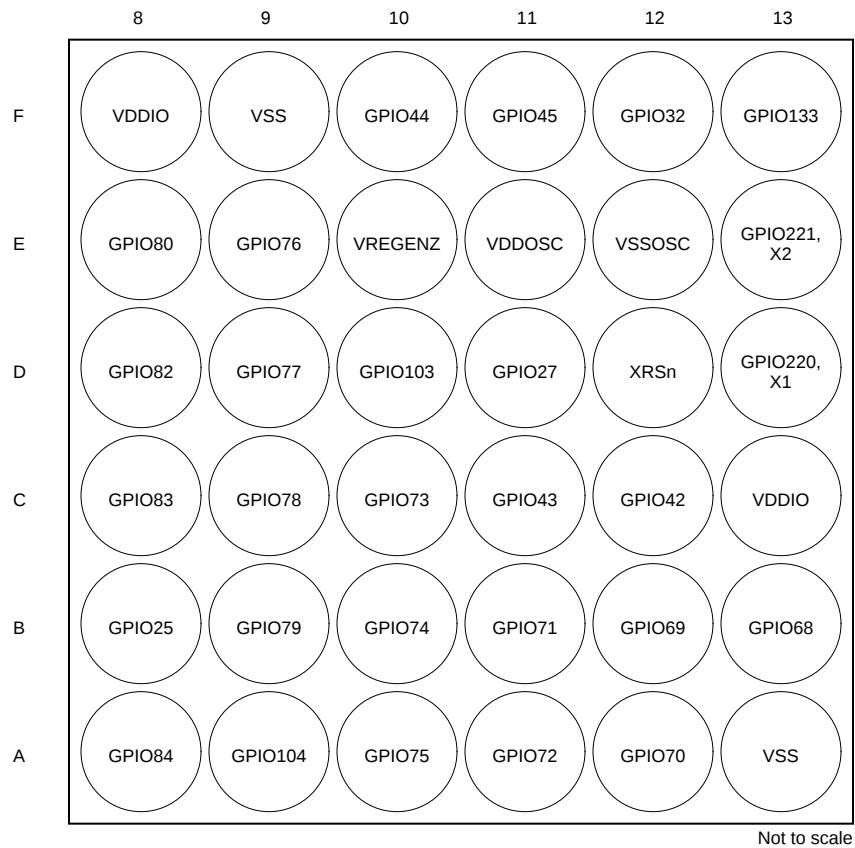 8 9 10 11 12 13
F VDDIO VSS GPIO44 GPIO45 GPIO32 GPIO133
E GPIO80 GPIO76 VREGENZ VDDOSC VSSOSC GPIO221,
X2
D GPIO82 GPIO77 GPIO103 GPIO27 XRSn GPIO220,
X1
C GPIO83 GPIO78 GPIO73 GPIO43 GPIO42 VDDIO
B GPIO25 GPIO79 GPIO74 GPIO71 GPIO69 GPIO68
A GPIO84 GPIO104 GPIO75 GPIO72 GPIO70 VSS
Not to scale